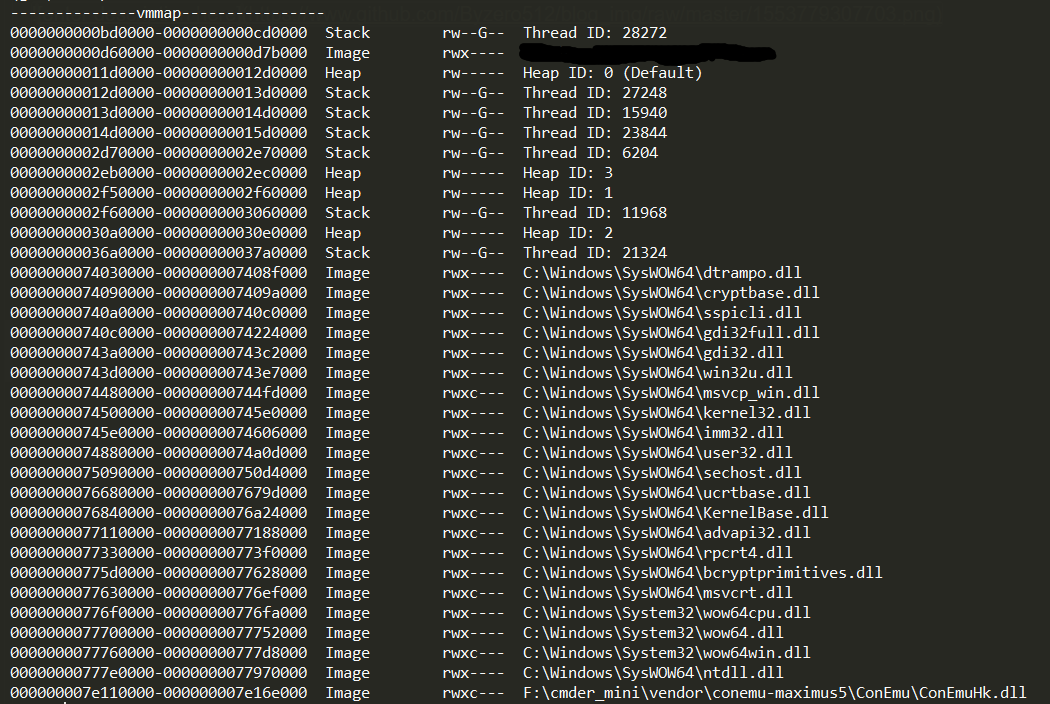 --------------vmmap----------------
0000000000bd0000-0000000000cd0000  Stack        rw--G--  Thread ID: 28272
0000000000d60000-0000000000d7b000  Image        rwx----
00000000011d0000-00000000012d0000  Heap         rw-----  Heap ID: 0 (Default)
00000000012d0000-00000000013d0000  Stack        rw--G--  Thread ID: 27248
00000000013d0000-00000000014d0000  Stack        rw--G--  Thread ID: 15940
00000000014d0000-00000000015d0000  Stack        rw--G--  Thread ID: 23844
0000000002d70000-0000000002e70000  Stack        rw--G--  Thread ID: 6204
0000000002eb0000-0000000002ec0000  Heap         rw-----  Heap ID: 3
0000000002f50000-0000000002f60000  Heap         rw-----  Heap ID: 1
0000000002f60000-0000000003060000  Stack        rw--G--  Thread ID: 11968
00000000030a0000-00000000030e0000  Heap         rw-----  Heap ID: 2
00000000036a0000-00000000037a0000  Stack        rw--G--  Thread ID: 21324
0000000074030000-000000007408f000  Image        rwx----  C:\Windows\SysWOW64\dtrampo.dll
0000000074090000-000000007409a000  Image        rwx----  C:\Windows\SysWOW64\cryptbase.dll
00000000740a0000-00000000740c0000  Image        rwx----  C:\Windows\SysWOW64\sspicli.dll
00000000740c0000-0000000074224000  Image        rwx----  C:\Windows\SysWOW64\gdi32full.dll
00000000743a0000-00000000743c2000  Image        rwx----  C:\Windows\SysWOW64\gdi32.dll
00000000743d0000-00000000743e7000  Image        rwx----  C:\Windows\SysWOW64\win32u.dll
0000000074480000-00000000744fd000  Image        rwxc---  C:\Windows\SysWOW64\msvcp_win.dll
0000000074500000-00000000745e0000  Image        rwx----  C:\Windows\SysWOW64\kernel32.dll
00000000745e0000-0000000074606000  Image        rwx----  C:\Windows\SysWOW64\imm32.dll
0000000074880000-0000000074a0d000  Image        rwxc---  C:\Windows\SysWOW64\user32.dll
0000000075090000-00000000750d4000  Image        rwxc---  C:\Windows\SysWOW64\sechost.dll
0000000076680000-000000007679d000  Image        rwx----  C:\Windows\SysWOW64\ucrtbase.dll
0000000076840000-0000000076a24000  Image        rwxc---  C:\Windows\SysWOW64\KernelBase.dll
0000000077110000-0000000077188000  Image        rwxc---  C:\Windows\SysWOW64\advapi32.dll
0000000077330000-00000000773f0000  Image        rwx----  C:\Windows\SysWOW64\rpcrt4.dll
00000000775d0000-0000000077628000  Image        rwx----  C:\Windows\SysWOW64\bcryptprimitives.dll
0000000077630000-00000000776ef000  Image        rwxc---  C:\Windows\SysWOW64\msvcrt.dll
00000000776f0000-00000000776fa000  Image        rwx----  C:\Windows\System32\wow64cpu.dll
0000000077700000-0000000077752000  Image        rwx----  C:\Windows\System32\wow64.dll
0000000077760000-00000000777d8000  Image        rwxc---  C:\Windows\System32\wow64win.dll
00000000777e0000-0000000077970000  Image        rwxc---  C:\Windows\SysWOW64\ntdll.dll
000000007e110000-000000007e16e000  Image        rwxc---  F:\cmder_mini\vendor\conemu-maximus5\ConEmu\ConEmuHk.dll